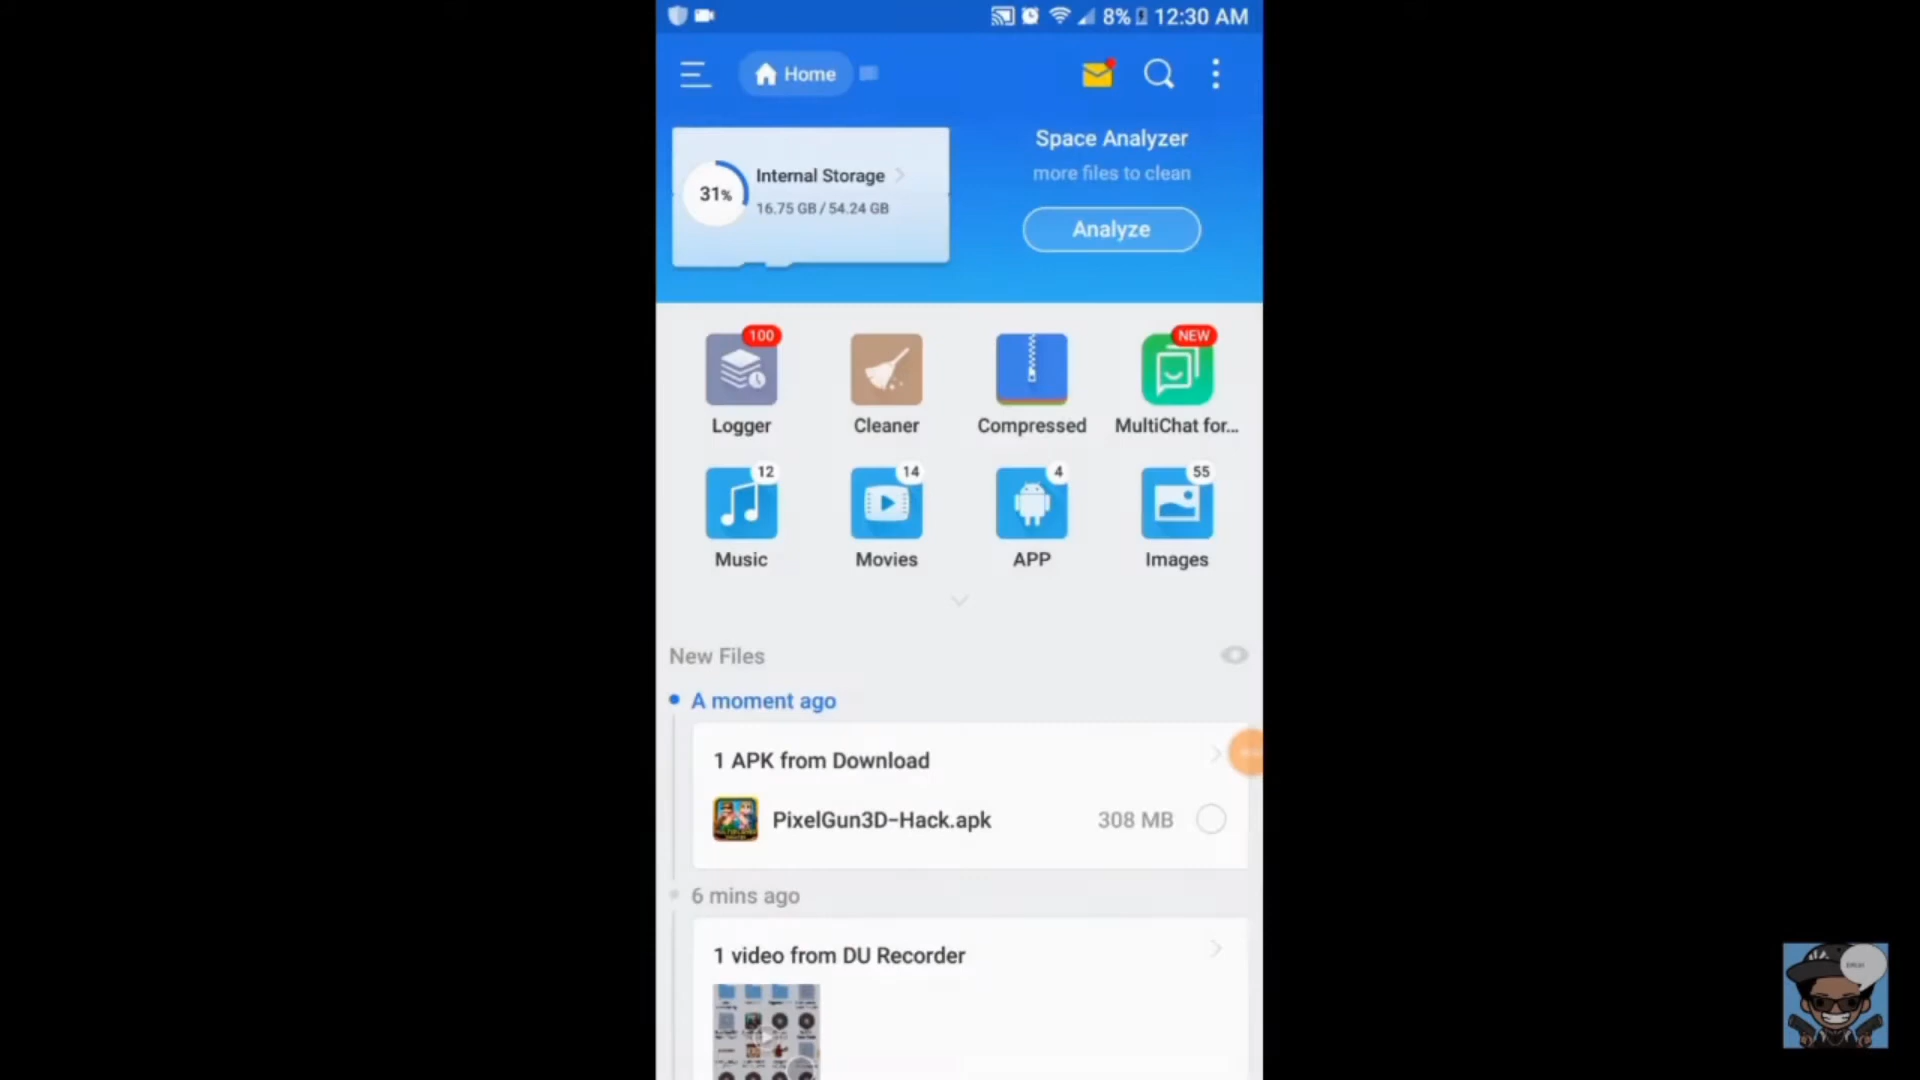 8% 12:30 AM
Home
Space Analyzer
more files to clean
Analyze
31%
Internal Storage
16.75 GB / 54.24 GB
100
NEW
Logger
Cleaner
Compressed
MultiChat for...
12
14
4
55
Music
Movies
APP
Images
New Files
A moment ago
1 APK from Download
PixelGun3D-Hack.apk
308 MB
6 mins ago
1 video from DU Recorder